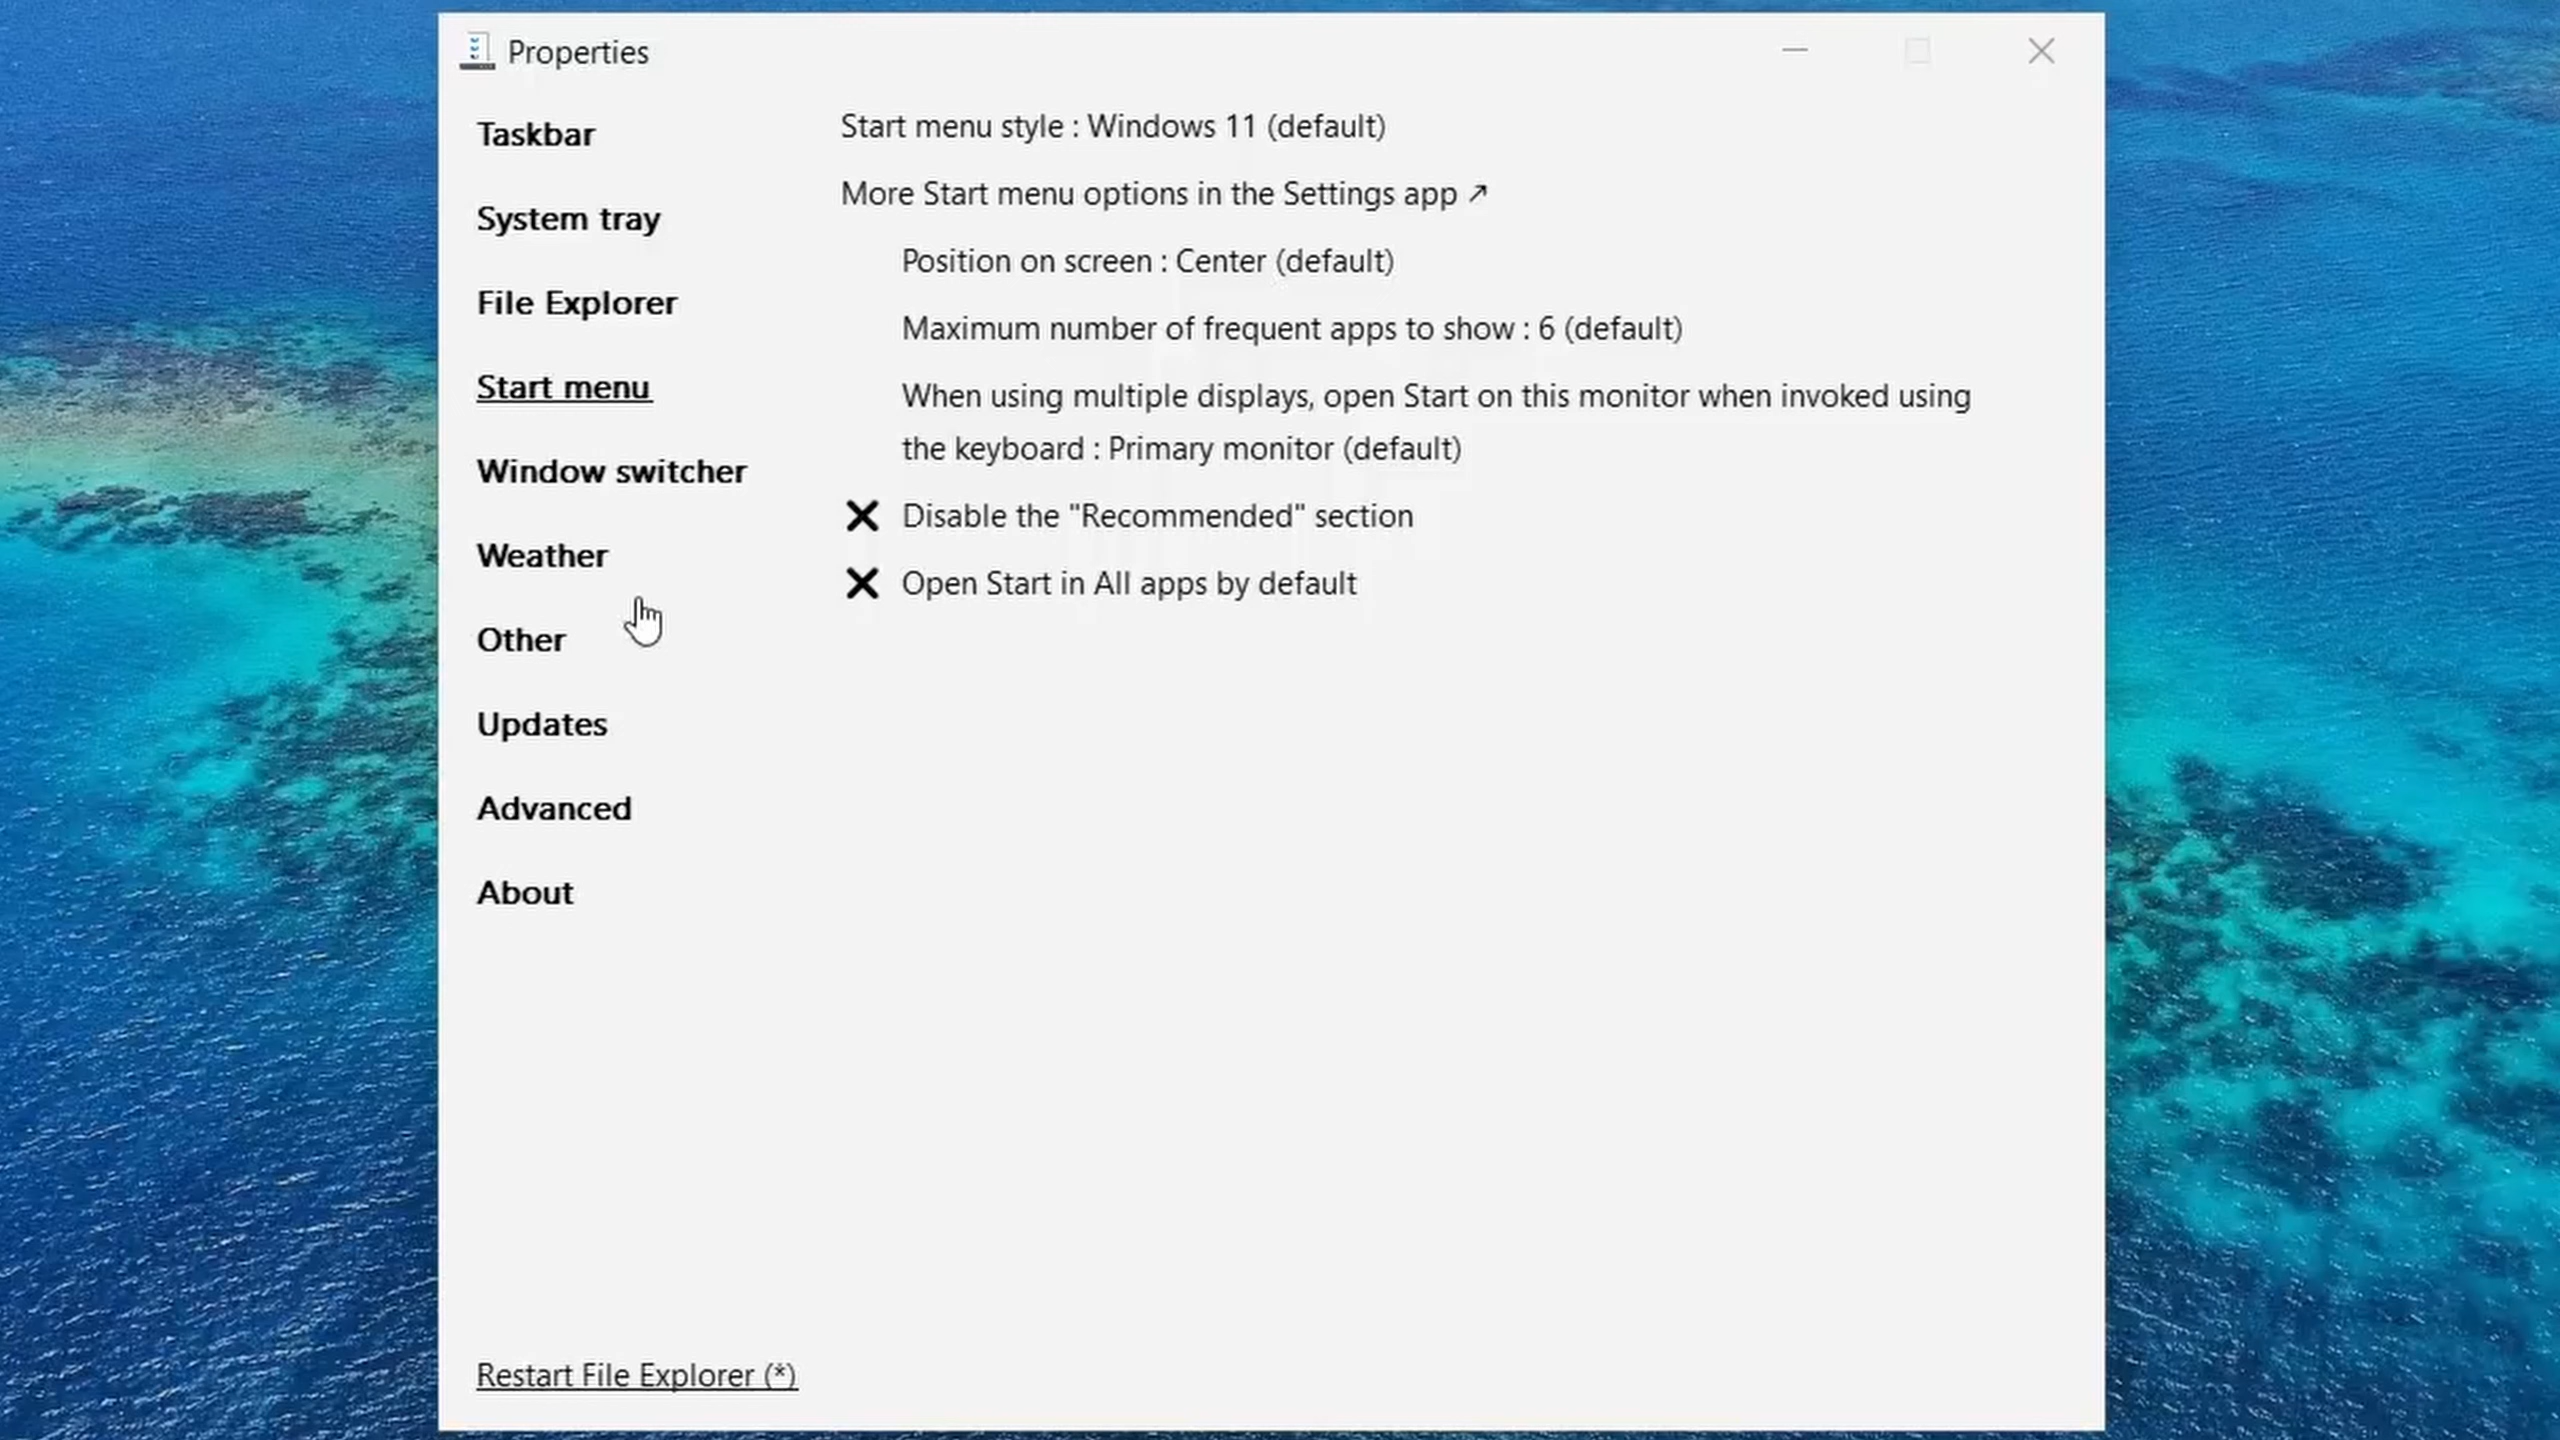 Properties
Taskbar
System tray
File Explorer
Start menu
Window switcher
Weather
Other
Updates
Advanced
About
Restart File Explorer (*)
Start menu style : Windows 11 (default)
More Start menu options in the Settings app ↗
Position on screen : Center (default)
Maximum number of frequent apps to show : 6 (default)
When using multiple displays, open Start on this monitor when invoked using
the keyboard : Primary monitor (default)
Disable the "Recommended" section
Open Start in All apps by default